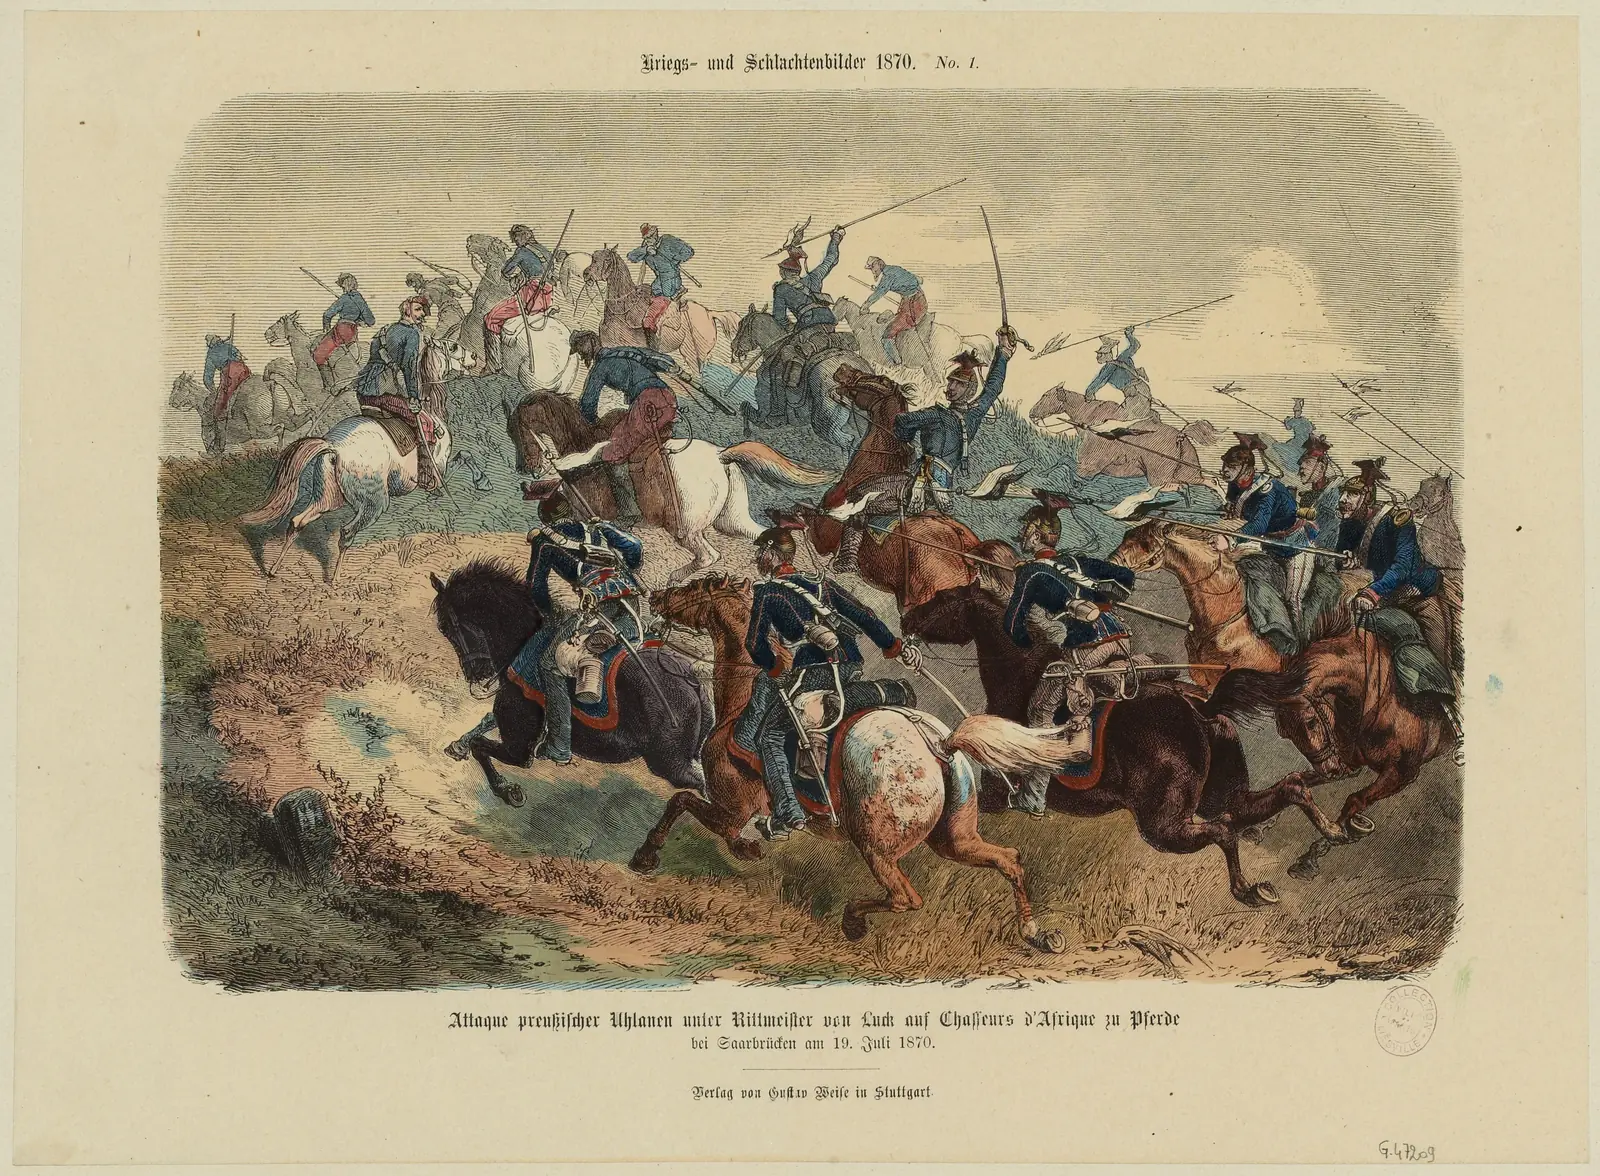 Kriegs- und Schlachtenbilder 1870. No. 1.
Attaque preußischer Uhlanen unter Rittmeister von Luck auf Chasseurs d'Afrique zu Pferde
bei Saarbrücken am 19. Juli 1870.
Verlag von Gustav Weise in Stuttgart.
COLLECTION
G.47209